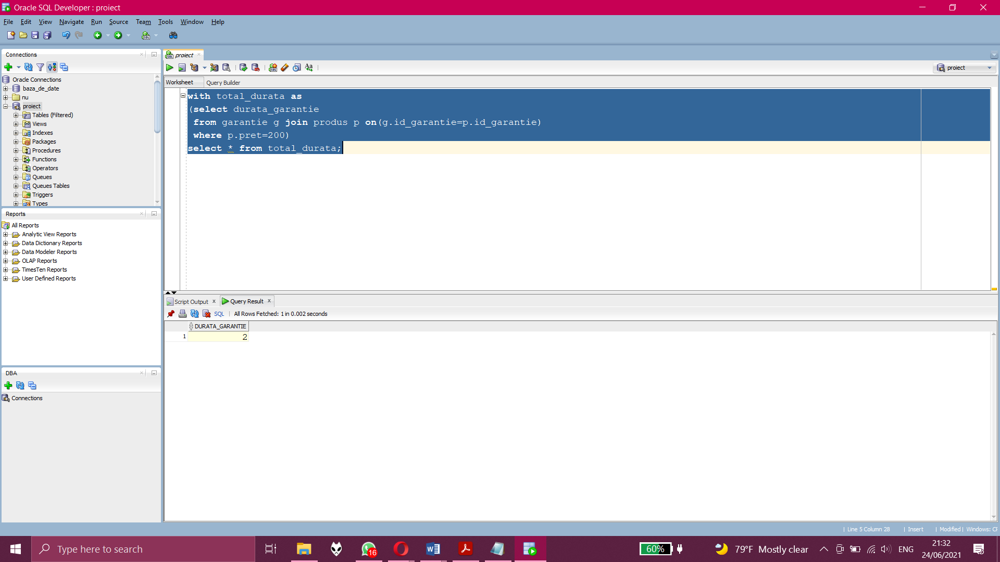 Oracle SQL Developer : proiect
File Edit View Navigate Run Source Team Tools Window Help
Connections
Oracle Connections
baza_de_date
nu
proiect
Tables (Filtered)
Views
Indexes
Packages
Procedures
Functions
Operators
Queues
Queues Tables
Triggers
Types
Reports
All Reports
Analytic View Reports
Data Dictionary Reports
Data Modeler Reports
OLAP Reports
TimesTen Reports
User Defined Reports
DBA
Connections
proiect
proiect
Worksheet Query Builder
with total_durata as
(select durata_garantie
from garantie g join produs p on(g.id_garantie=p.id_garantie)
where p.pret=200)
select * from total_durata;
Script Output Query Result
SQL | All Rows Fetched: 1 in 0.002 seconds
DURATA_GARANTIE
1 2
| Line 5 Column 28 | Insert | Modified | Windows:
Type here to search
16
60%
79°F Mostly clear
ENG
21:32
24/06/2021